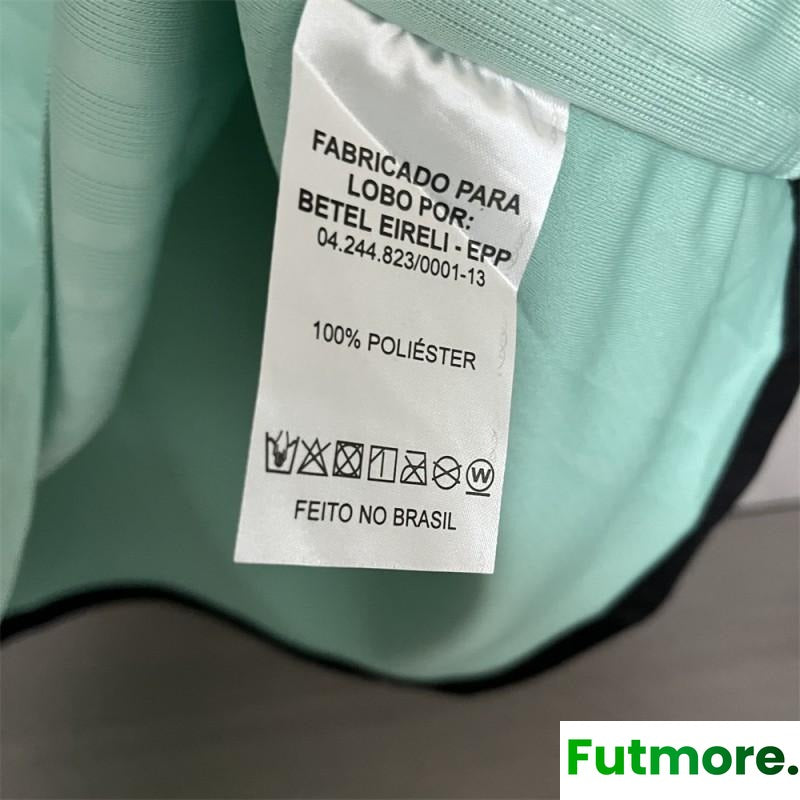 FABRICADO PARA
LOBO POR:
BETEL EIRELI - EPP
04.244.823/0001-13
100% POLIÉSTER
W
FEITO NO BRASIL
Futmore.